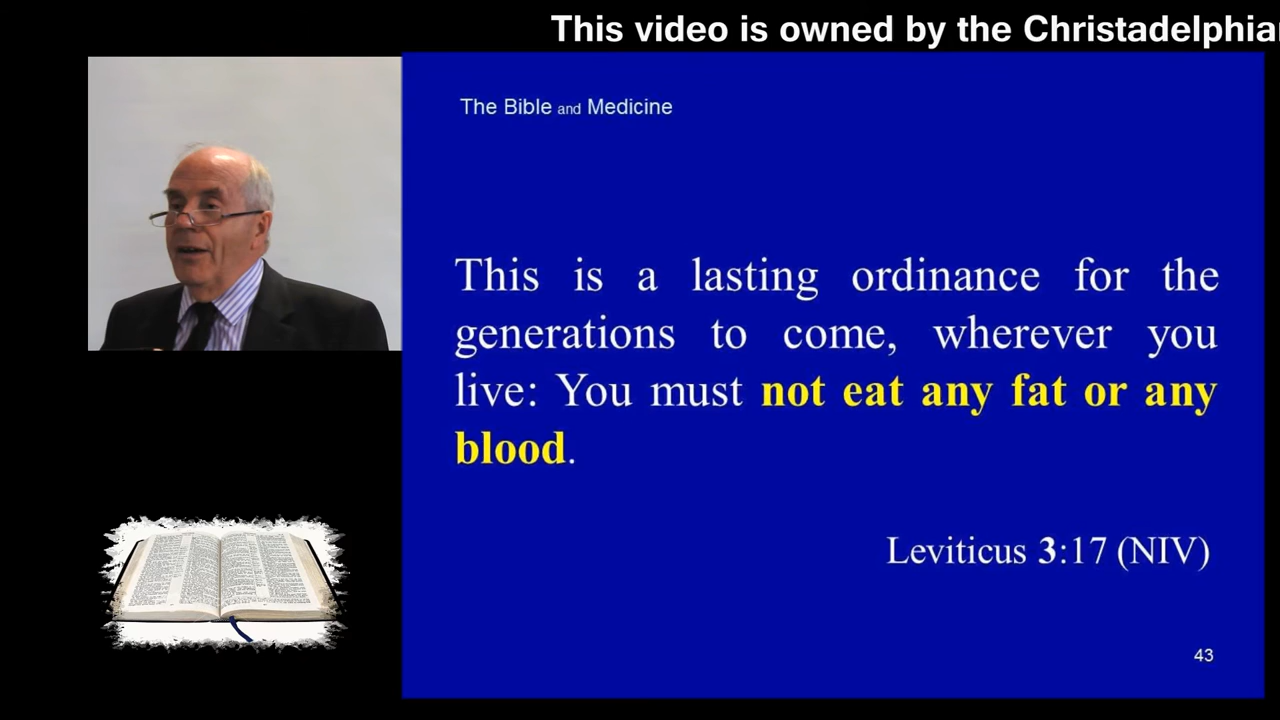 This video is owned by the Christadelphia
The Bible and Medicine
This is a lasting ordinance for the
generations to come, wherever you
live: You must not eat any fat or any
blood.
Leviticus 3:17 (NIV)
43